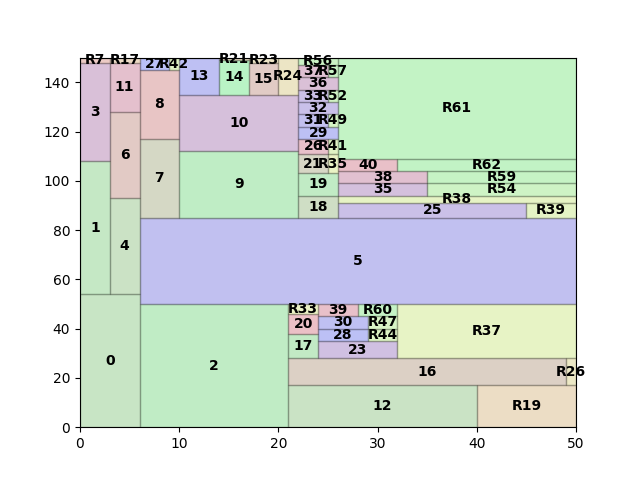 R7 R17 27 R42 R21 R23 R56
140 3 11 8 13 14 15 R24 37 R57
36
33 R52
32
120 10 31 R49 R61
29
6 26 R41
7 21 R35 40 R62
100 9 19 38 R59
35 R54
18 R38
25 R39
80 1 4
5
60
R33 39 R60
40 20 30 R47
28 R44 R37
17 23
0 2
20 16 R26
12 R19
0
0 10 20 30 40 50